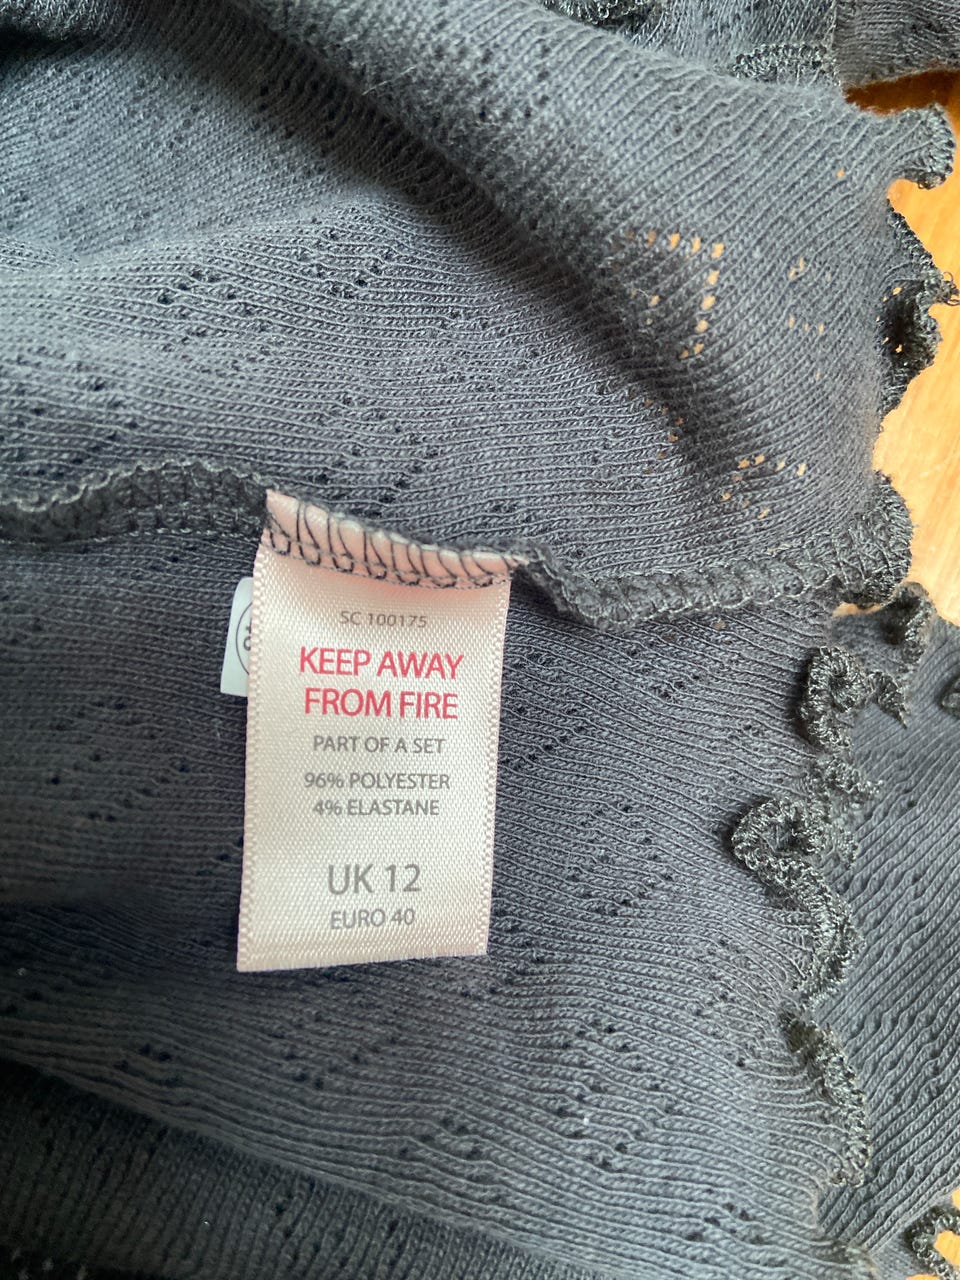 SC 100175
KEEP AWAY
FROM FIRE
PART OF A SET
96% POLYESTER
4% ELASTANE
UK 12
EURO 40